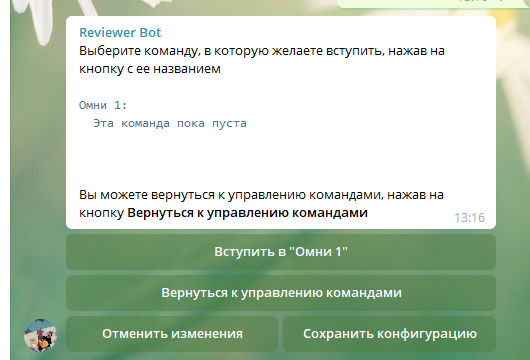 Reviewer Bot
Выберите команду, в которую желаете вступить, нажав на
кнопку с ее названием
Омни 1:
Эта команда пока пуста
Вы можете вернуться к управлению командами, нажав на
кнопку Вернуться к управлению командами
13:16
Вступить в "Омни 1"
Вернуться к управлению командами
Отменить изменения
Сохранить конфигурацию